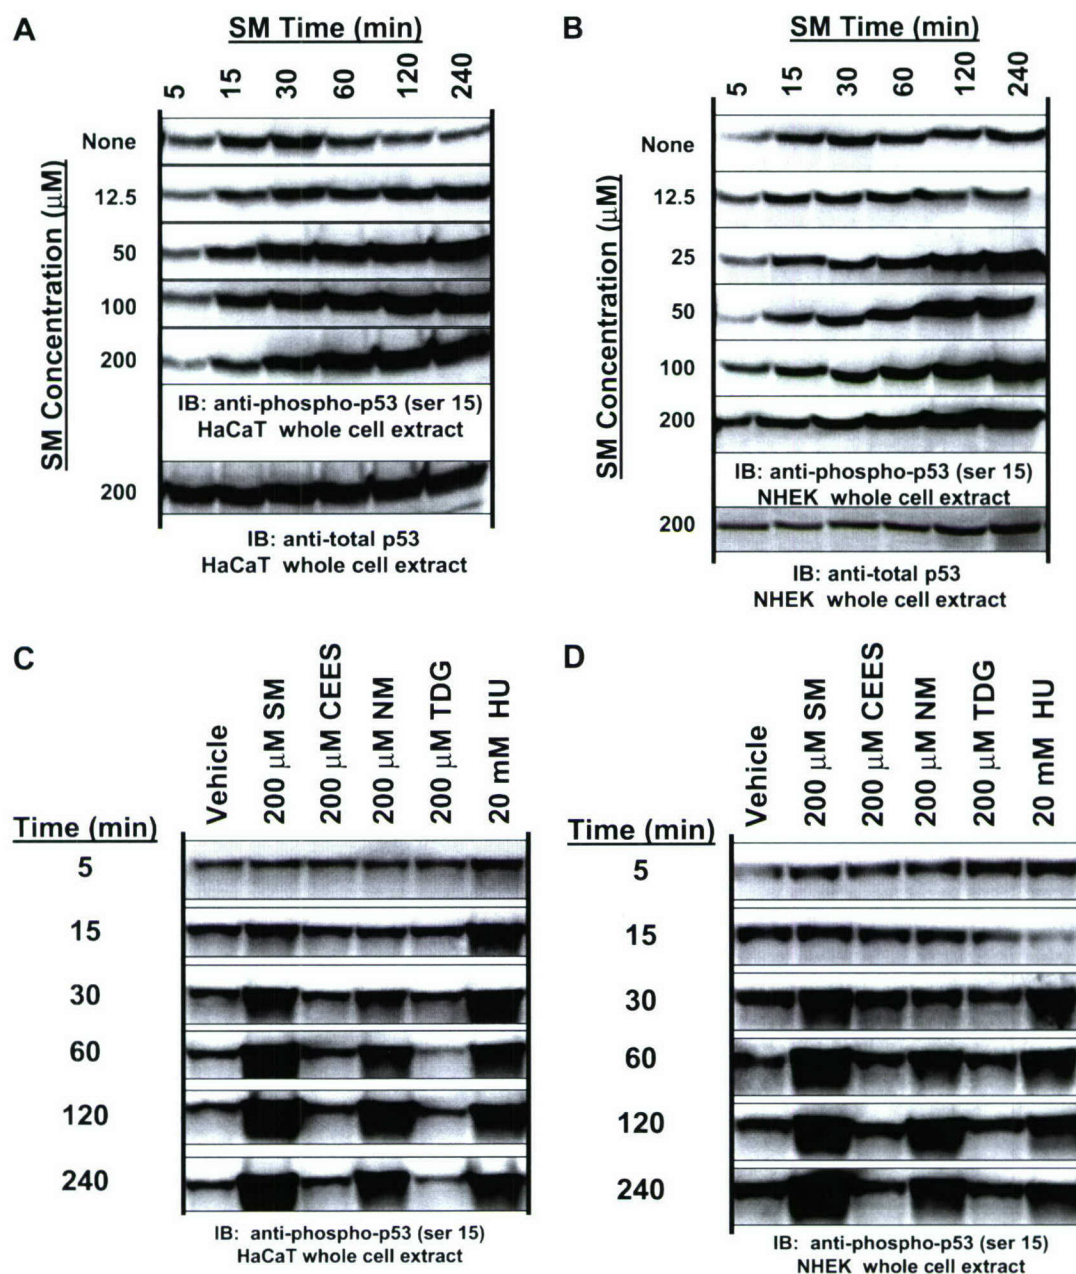 A
SM Time (min)
5 15 30 60 120 240
SM Concentration (μM)
None
12.5
50
100
200
IB: anti-phospho-p53 (ser 15)
HaCaT whole cell extract
200
IB: anti-total p53
HaCaT whole cell extract
B
SM Time (min)
5 15 30 60 120 240
SM Concentration (μM)
None
12.5
25
50
100
200
IB: anti-phospho-p53 (ser 15)
NHEK whole cell extract
200
IB: anti-total p53
NHEK whole cell extract
C
Vehicle
200 μM SM
200 μM CEES
200 μM NM
200 μM TDG
20 mM HU
Time (min)
5
15
30
60
120
240
IB: anti-phospho-p53 (ser 15)
HaCaT whole cell extract
D
Vehicle
200 μM SM
200 μM CEES
200 μM NM
200 μM TDG
20 mM HU
Time (min)
5
15
30
60
120
240
IB: anti-phospho-p53 (ser 15)
NHEK whole cell extract